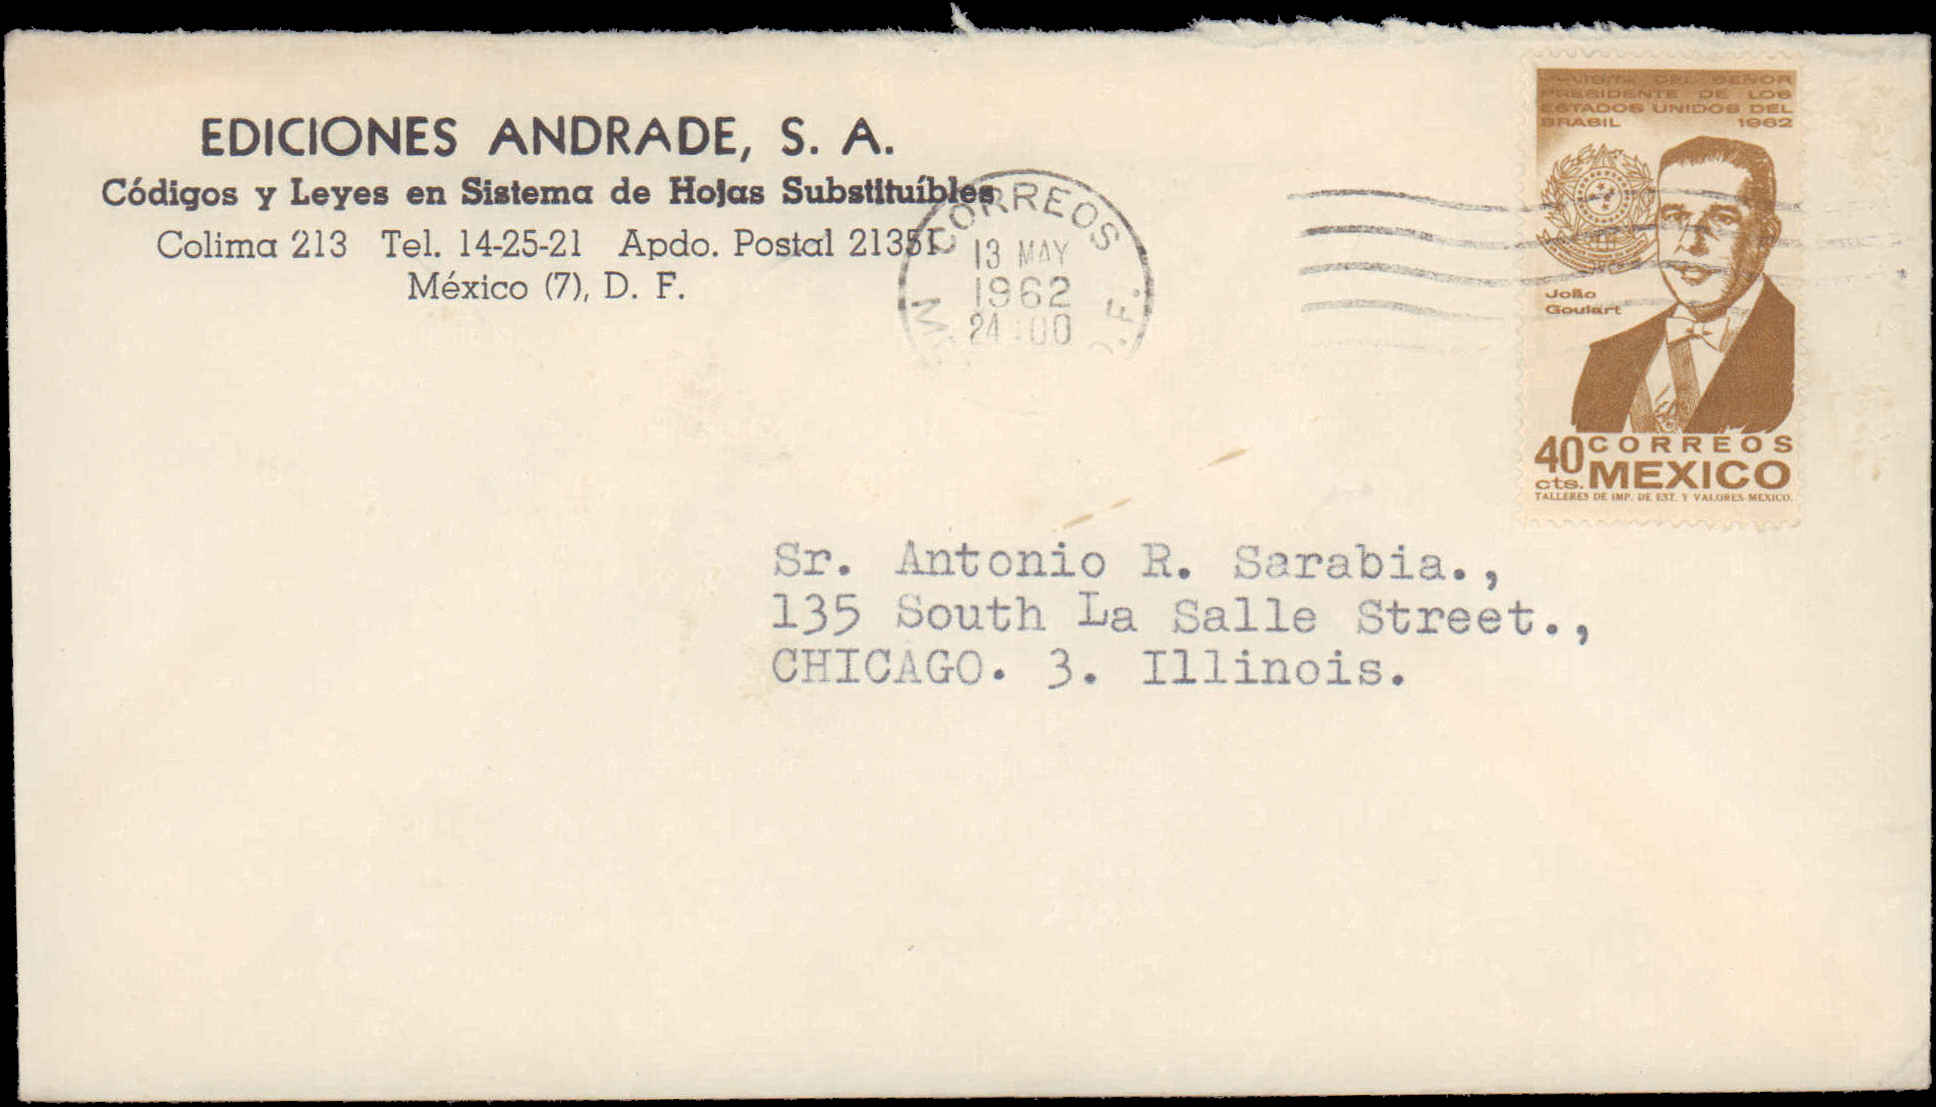 EDICIONES ANDRADE, S. A.
Códigos y Leyes en Sistema de Hojas Substituíbles
Colima 213 Tel. 14-25-21 Apdo. Postal 21351
México (7), D. F.
CORREOS
13 MAY
1962
24:00
M
D.F.
VISITA DEL SEÑOR
PRESIDENTE DE LOS
ESTADOS UNIDOS DEL
BRASIL 1962
João
Goulart
40 cts. CORREOS
MEXICO
TALLERES DE IMP. DE EST. Y VALORES-MEXICO.
Sr. Antonio R. Sarabia.,
135 South La Salle Street.,
CHICAGO. 3. Illinois.